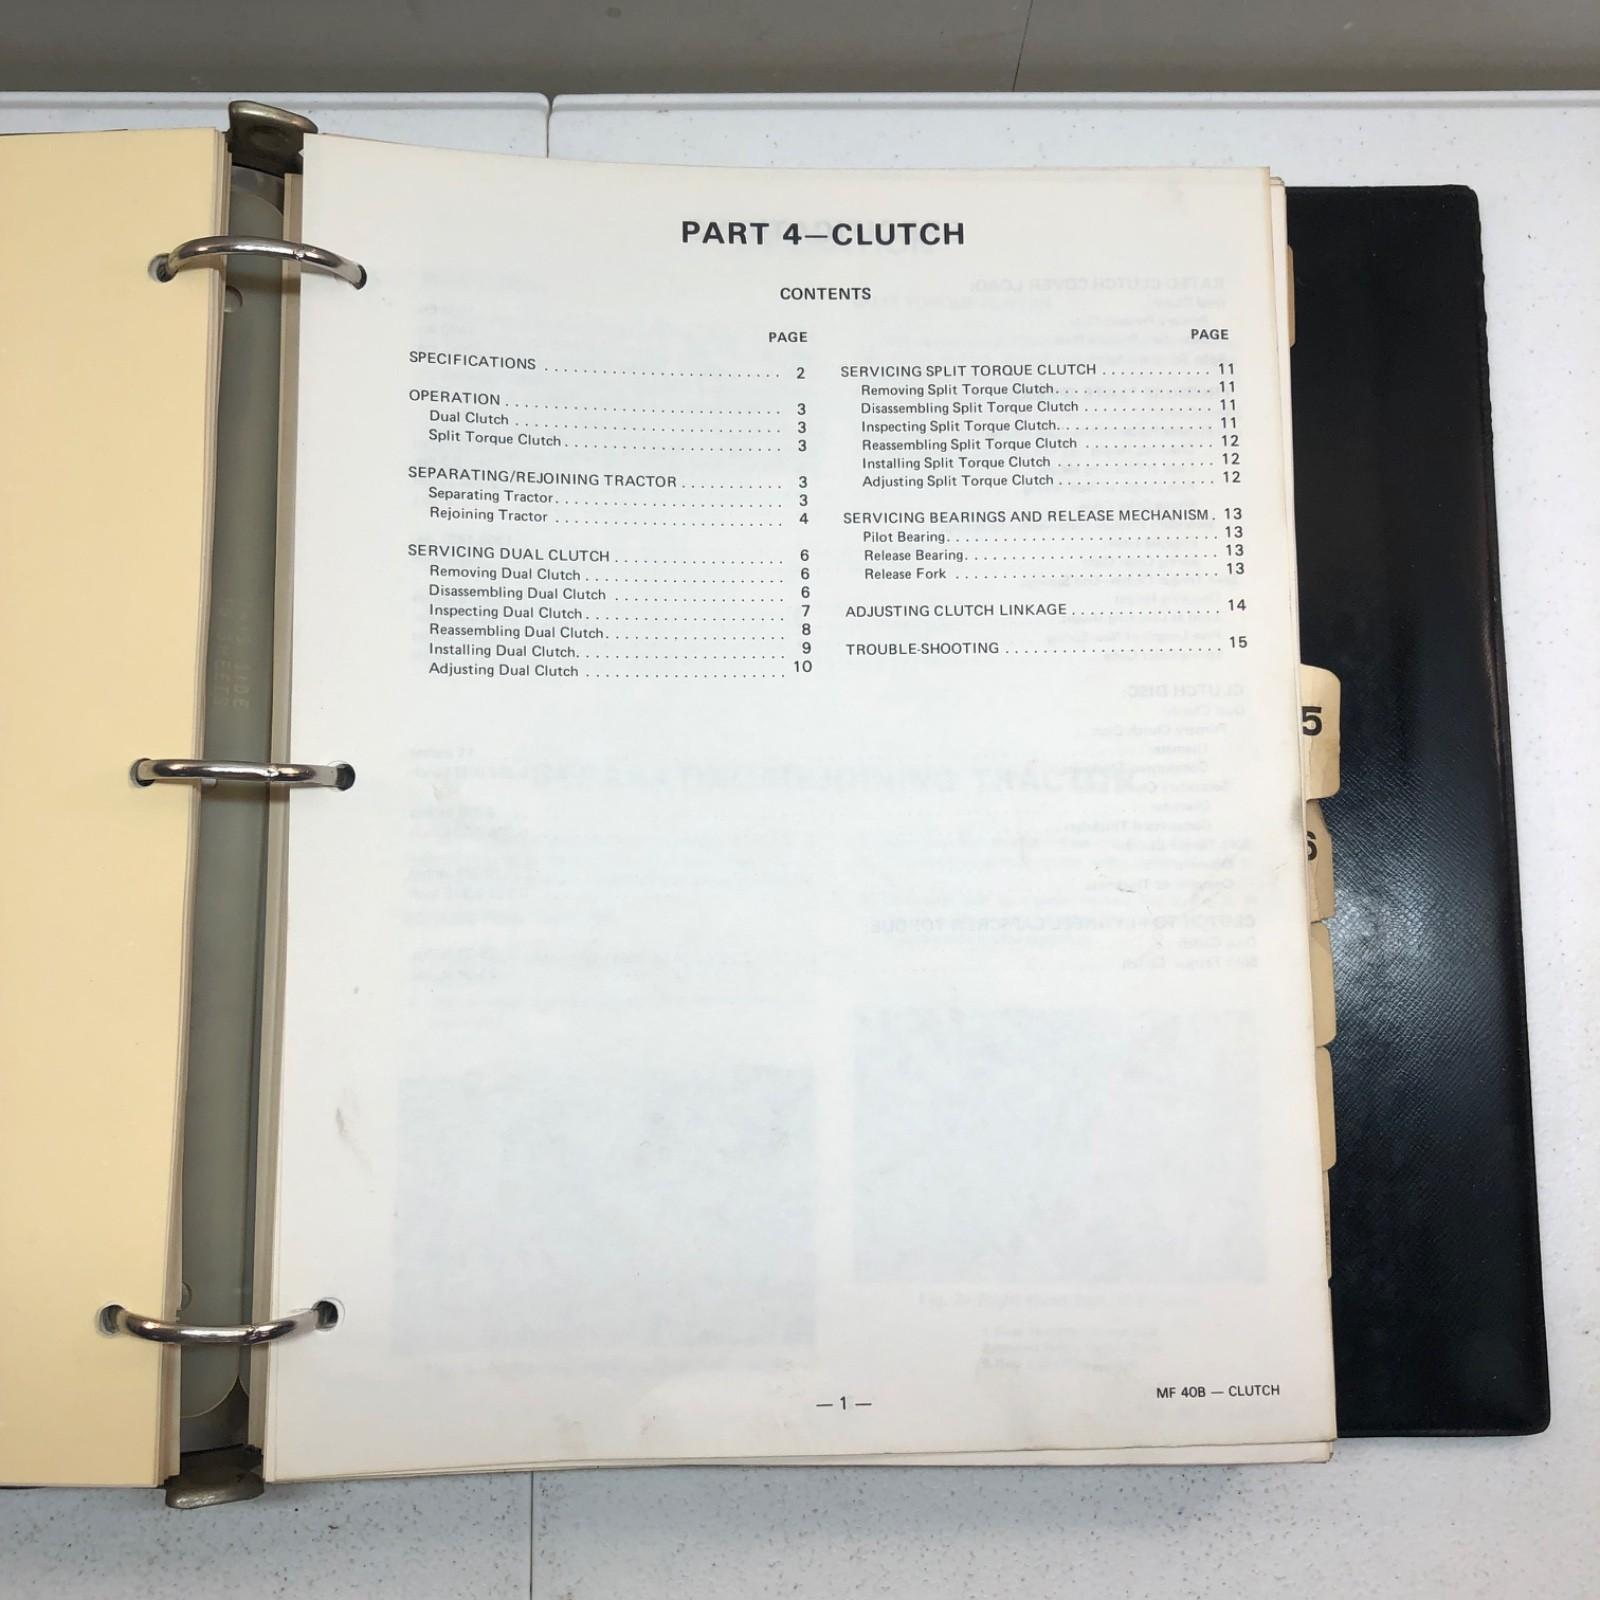 PART 4—CLUTCH
CONTENTS
PAGE
SPECIFICATIONS ........................ 2
OPERATION ............................ 3
Dual Clutch ........................... 3
Split Torque Clutch ...................... 3
SEPARATING/REJOINING TRACTOR ........... 3
Separating Tractor ....................... 3
Rejoining Tractor ....................... 4
SERVICING DUAL CLUTCH ................. 6
Removing Dual Clutch .................... 6
Disassembling Dual Clutch ................. 6
Inspecting Dual Clutch .................... 7
Reassembling Dual Clutch .................. 8
Installing Dual Clutch ..................... 9
Adjusting Dual Clutch .................... 10
PAGE
SERVICING SPLIT TORQUE CLUTCH ............ 11
Removing Split Torque Clutch ................ 11
Disassembling Split Torque Clutch ............. 11
Inspecting Split Torque Clutch ................ 11
Reassembling Split Torque Clutch ............. 12
Installing Split Torque Clutch ................ 12
Adjusting Split Torque Clutch ................ 12
SERVICING BEARINGS AND RELEASE MECHANISM . 13
Pilot Bearing ............................ 13
Release Bearing .......................... 13
Release Fork ........................... 13
ADJUSTING CLUTCH LINKAGE ................ 14
TROUBLE-SHOOTING ...................... 15
5
6
— 1 —
MF 40B — CLUTCH